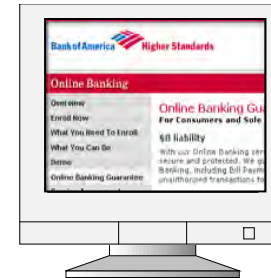 Bank of America Higher Standards
Online Banking
Overview
Enroll Now
What You Need To Enroll
What You Can Do
Demo
Online Banking Guarantee
Online Banking Gu
For Consumers and Sole
$0 liability
With our Online Banking ser
secure and protected. We gu
Banking, including Bill Paym
unauthorized transactions fo